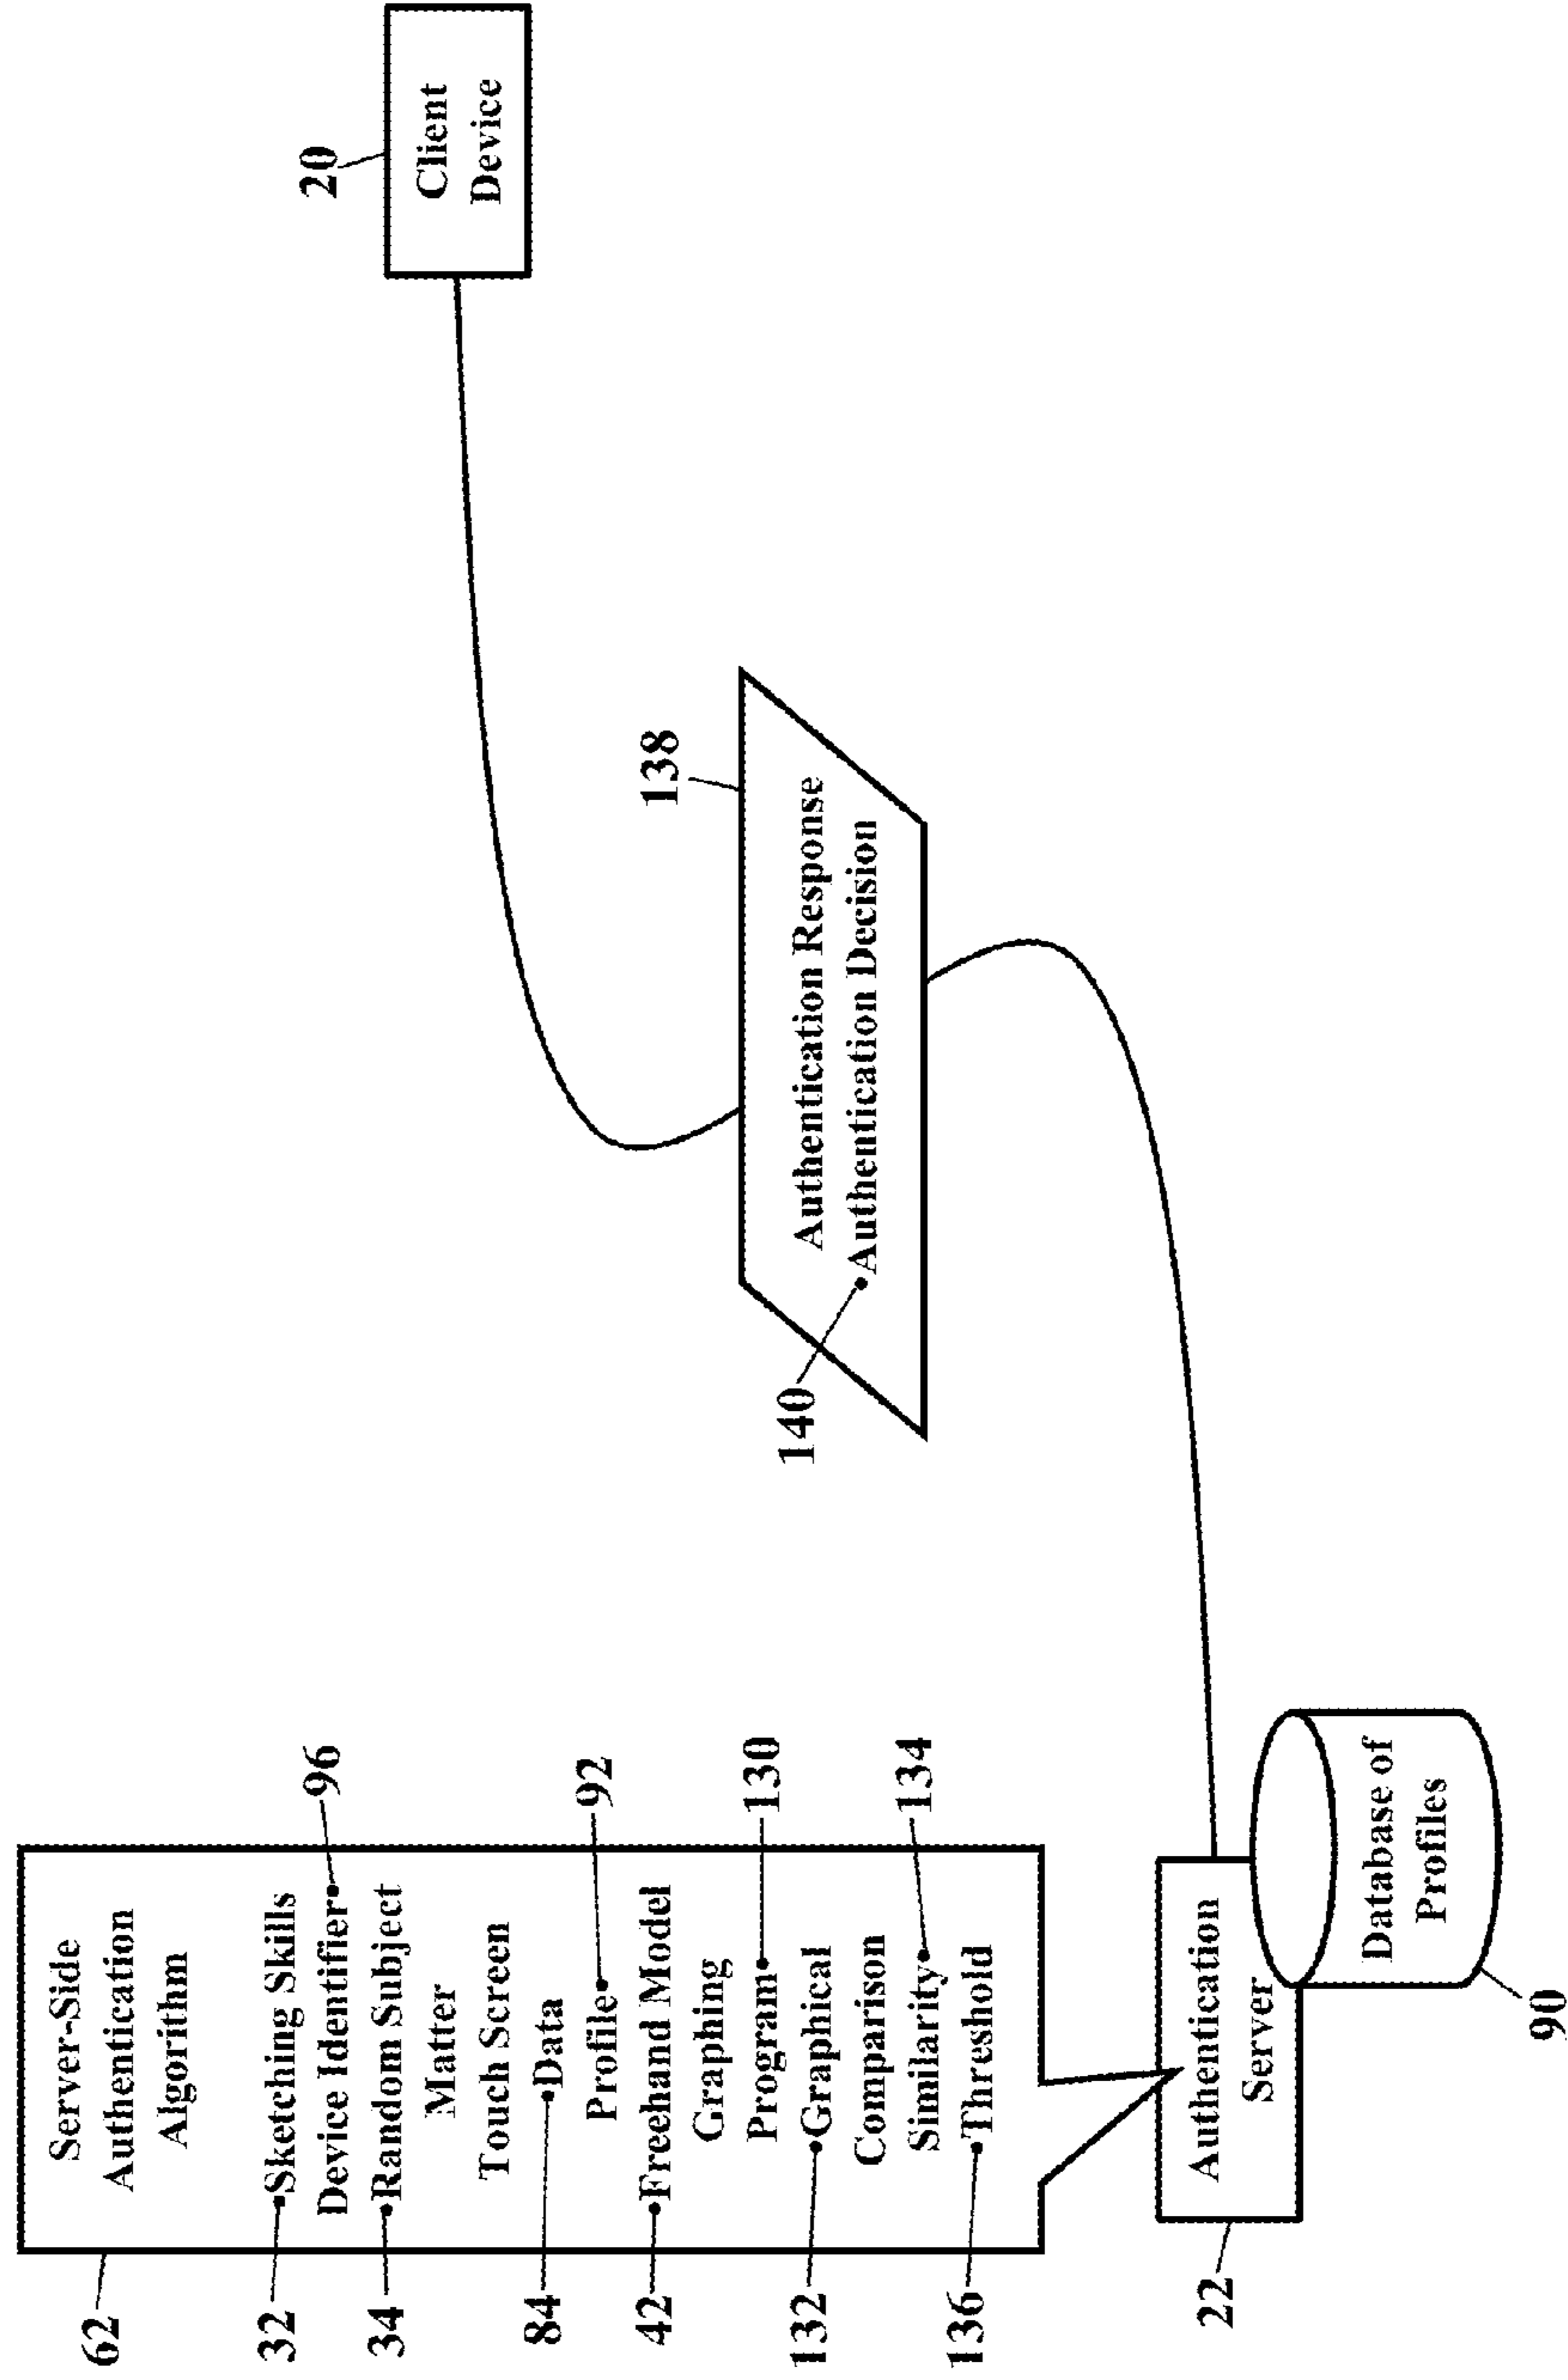 62
Server-Side
Authentication
Algorithm
32
Sketching Skills
Device Identifier
96
34
Random Subject
Matter
Touch Screen
84
Data
Profile
92
42
Freehand Model
Graphing
Program
130
132
Graphical
Comparison
Similarity
134
136
Threshold
22
Authentication
Server
Database of
Profiles
90
138
Authentication Response
140
Authentication Decision
20
Client
Device